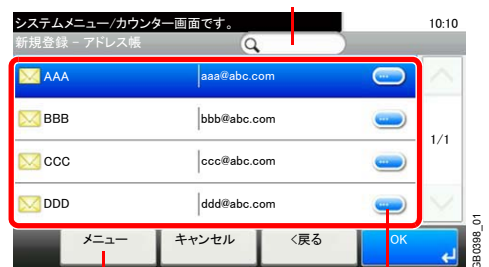 システムメニュー/カウンター画面です。 10:10
新規登録 - アドレス帳
AAA aaa@abc.com
BBB bbb@abc.com
1/1
CCC ccc@abc.com
DDD ddd@abc.com
メニュー キャンセル <戻る OK
GB0398_01